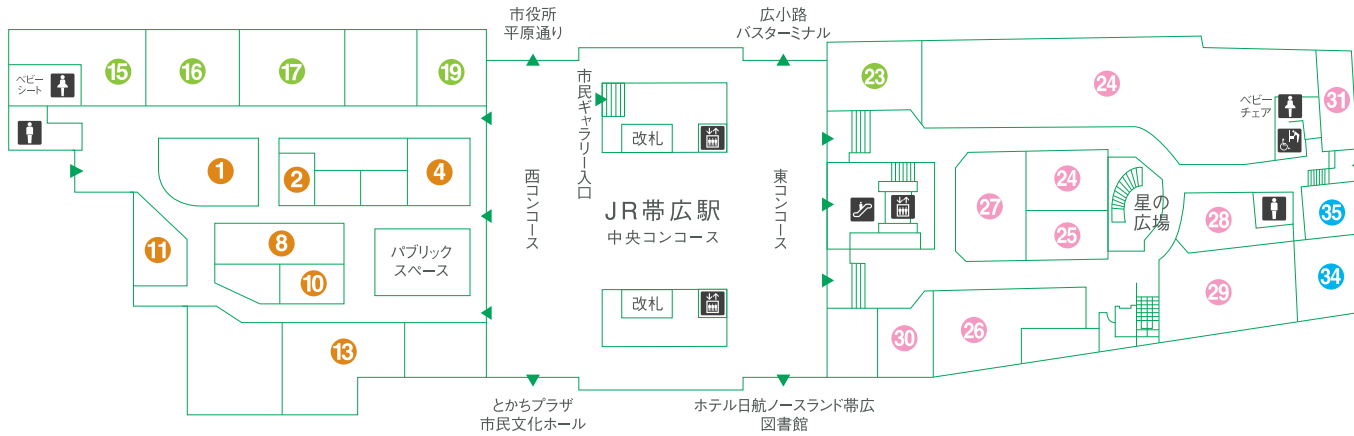 市役所
平原通り
広小路
バスターミナル
15
16
17
19
ベビー
シート
市民ギャラリー入口
改札
23
24
31
ベビー
チェア
1
2
4
西コンコース
JR帯広駅
中央コンコース
東コンコース
27
24
25
星の
広場
28
35
11
8
10
パブリック
スペース
改札
29
34
13
30
26
とかちプラザ
市民文化ホール
ホテル日航ノースランド帯広
図書館